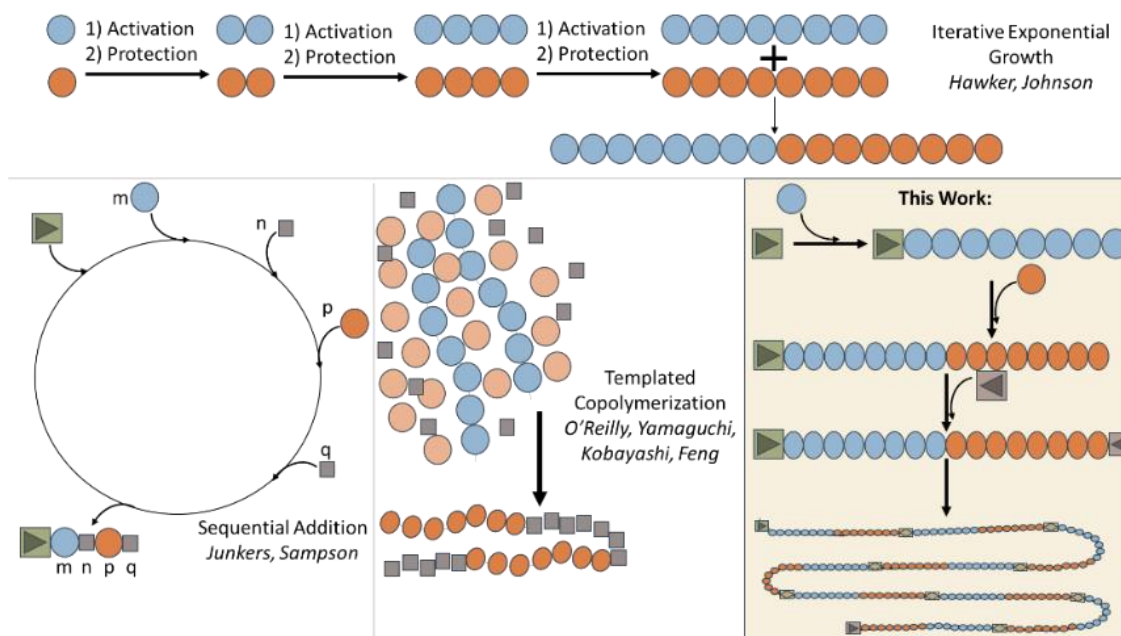 1) Activation
2) Protection
1) Activation
2) Protection
1) Activation
2) Protection
Iterative Exponential
Growth
Hawker, Johnson
m
n
p
q
Sequential Addition
Junkers, Sampson
m n p q
Templated
Copolymerization
O'Reilly, Yamaguchi,
Kobayashi, Feng
This Work: